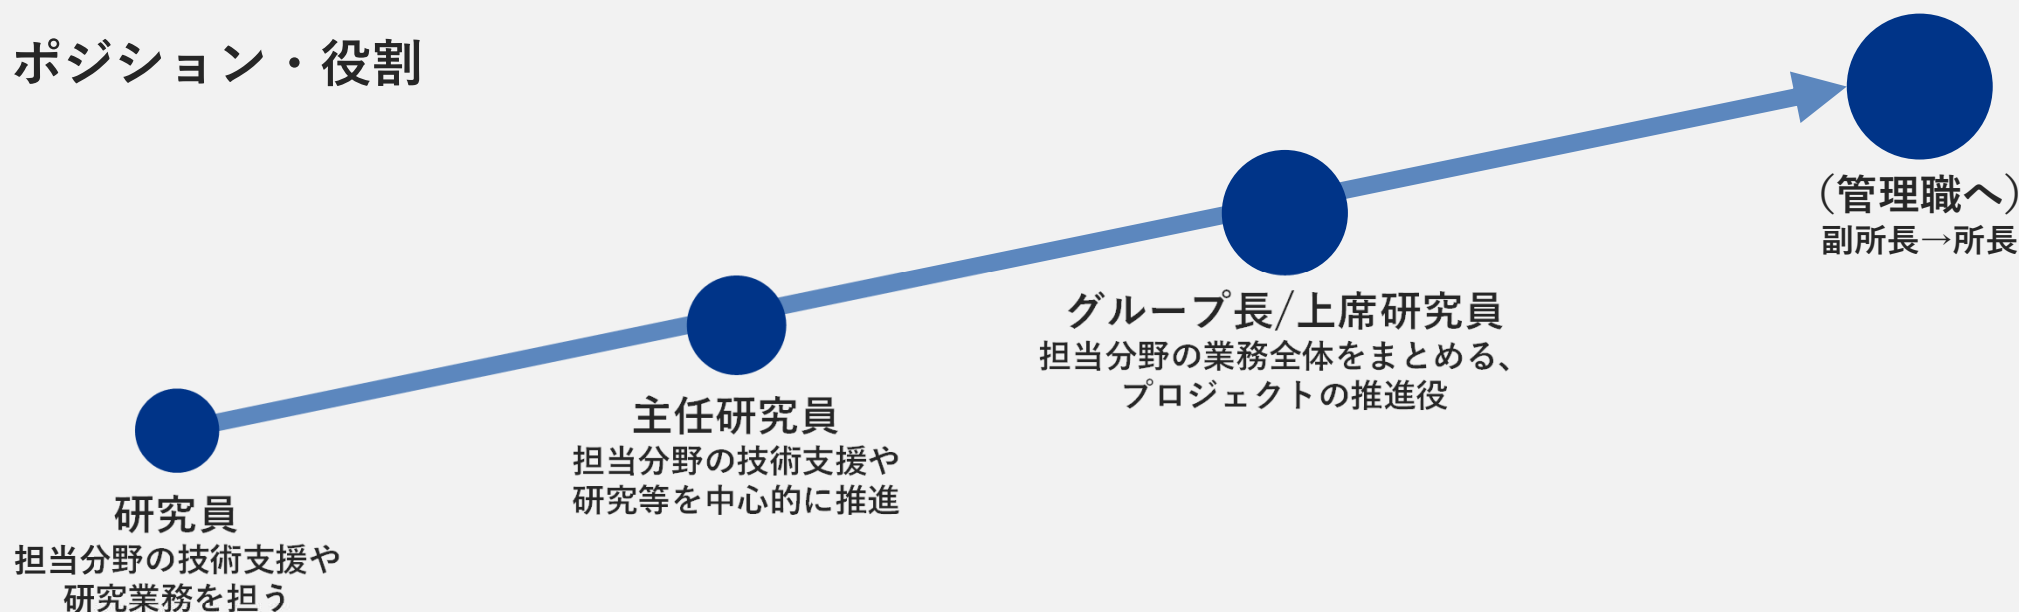 ポジション・役割
研究員
担当分野の技術支援や
研究業務を担う
主任研究員
担当分野の技術支援や
研究等を中心的に推進
グループ長/上席研究員
担当分野の業務全体をまとめる、
プロジェクトの推進役
（管理職へ）
副所長→所長